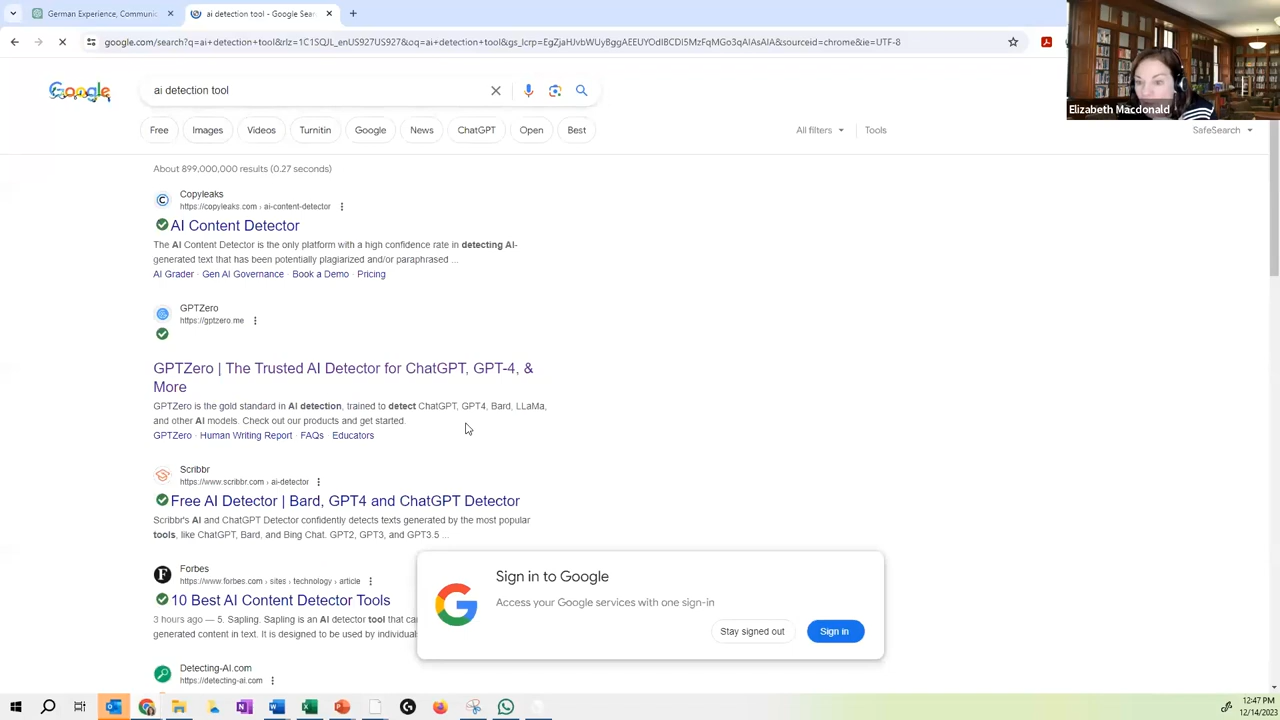 German Experience, Communic
ai detection tool - Google Sea
google.com/search?q=ai+detection+tool&rlz=1C1SQJL_enUS927US927&oq=ai+detection+tool&gs_lcrp=EgZjaHJvbWUyBggAEEUYOdIBCDI5MzFqMGo3qAIAsAIA&sourceid=chrome&ie=UTF-8
Elizabeth Macdonald
Google
ai detection tool
Free
Images
Videos
Turnitin
Google
News
ChatGPT
Open
Best
All filters
Tools
SafeSearch
About 899,000,000 results (0.27 seconds)
Copyleaks
https://copyleaks.com › ai-content-detector
AI Content Detector
The AI Content Detector is the only platform with a high confidence rate in detecting AI-
generated text that has been potentially plagiarized and/or paraphrased ...
AI Grader · Gen AI Governance · Book a Demo · Pricing
GPTZero
https://gptzero.me
GPTZero | The Trusted AI Detector for ChatGPT, GPT-4, &
More
GPTZero is the gold standard in AI detection, trained to detect ChatGPT, GPT4, Bard, LLaMa,
and other AI models. Check out our products and get started.
GPTZero · Human Writing Report · FAQs · Educators
Scribbr
https://www.scribbr.com › ai-detector
Free AI Detector | Bard, GPT4 and ChatGPT Detector
Scribbr's AI and ChatGPT Detector confidently detects texts generated by the most popular
tools, like ChatGPT, Bard, and Bing Chat. GPT2, GPT3, and GPT3.5 ...
Forbes
https://www.forbes.com › sites › technology › article
10 Best AI Content Detector Tools
3 hours ago — 5. Sapling. Sapling is an AI detector tool that ca
generated content in text. It is designed to be used by individual
Detecting-AI.com
https://detecting-ai.com
Sign in to Google
Access your Google services with one sign-in
Stay signed out
Sign in
12:47 PM
12/14/2023